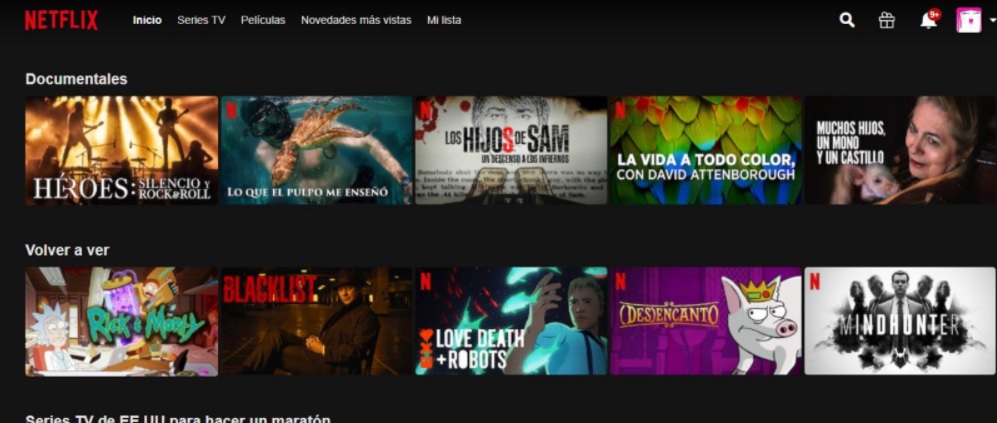 NETFLIX Inicio Series TV Películas Novedades más vistas Mi lista 9+
Documentales
HÉROES: SILENCIO Y ROCK&ROLL
LO QUE EL PULPO ME ENSEÑÓ
LOS HIJOS DE SAM
UN DESCENSO A LOS INFIERNOS
LA VIDA A TODO COLOR,
CON DAVID ATTENBOROUGH
MUCHOS HIJOS,
UN MONO
Y UN CASTILLO
Volver a ver
RICK & MORTY
BLACKLIST
LOVE DEATH
+ROBOTS
(DES)ENCANTO
MINDHUNTER
Series TV de EE.UU para hacer un maratón